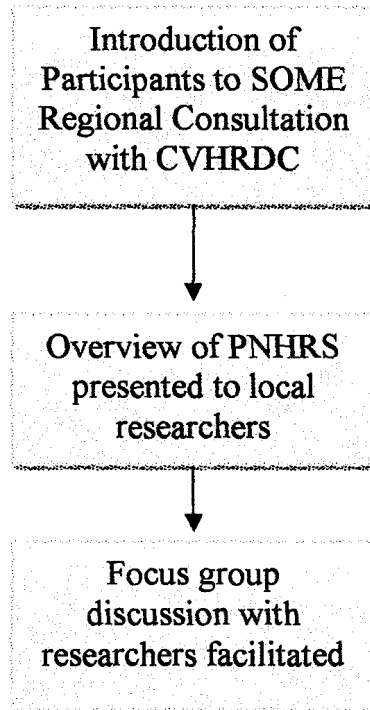 Introduction of
Participants to SOME
Regional Consultation
with CVHRDC
Overview of PNHRS
presented to local
researchers
Focus group
discussion with
researchers facilitated